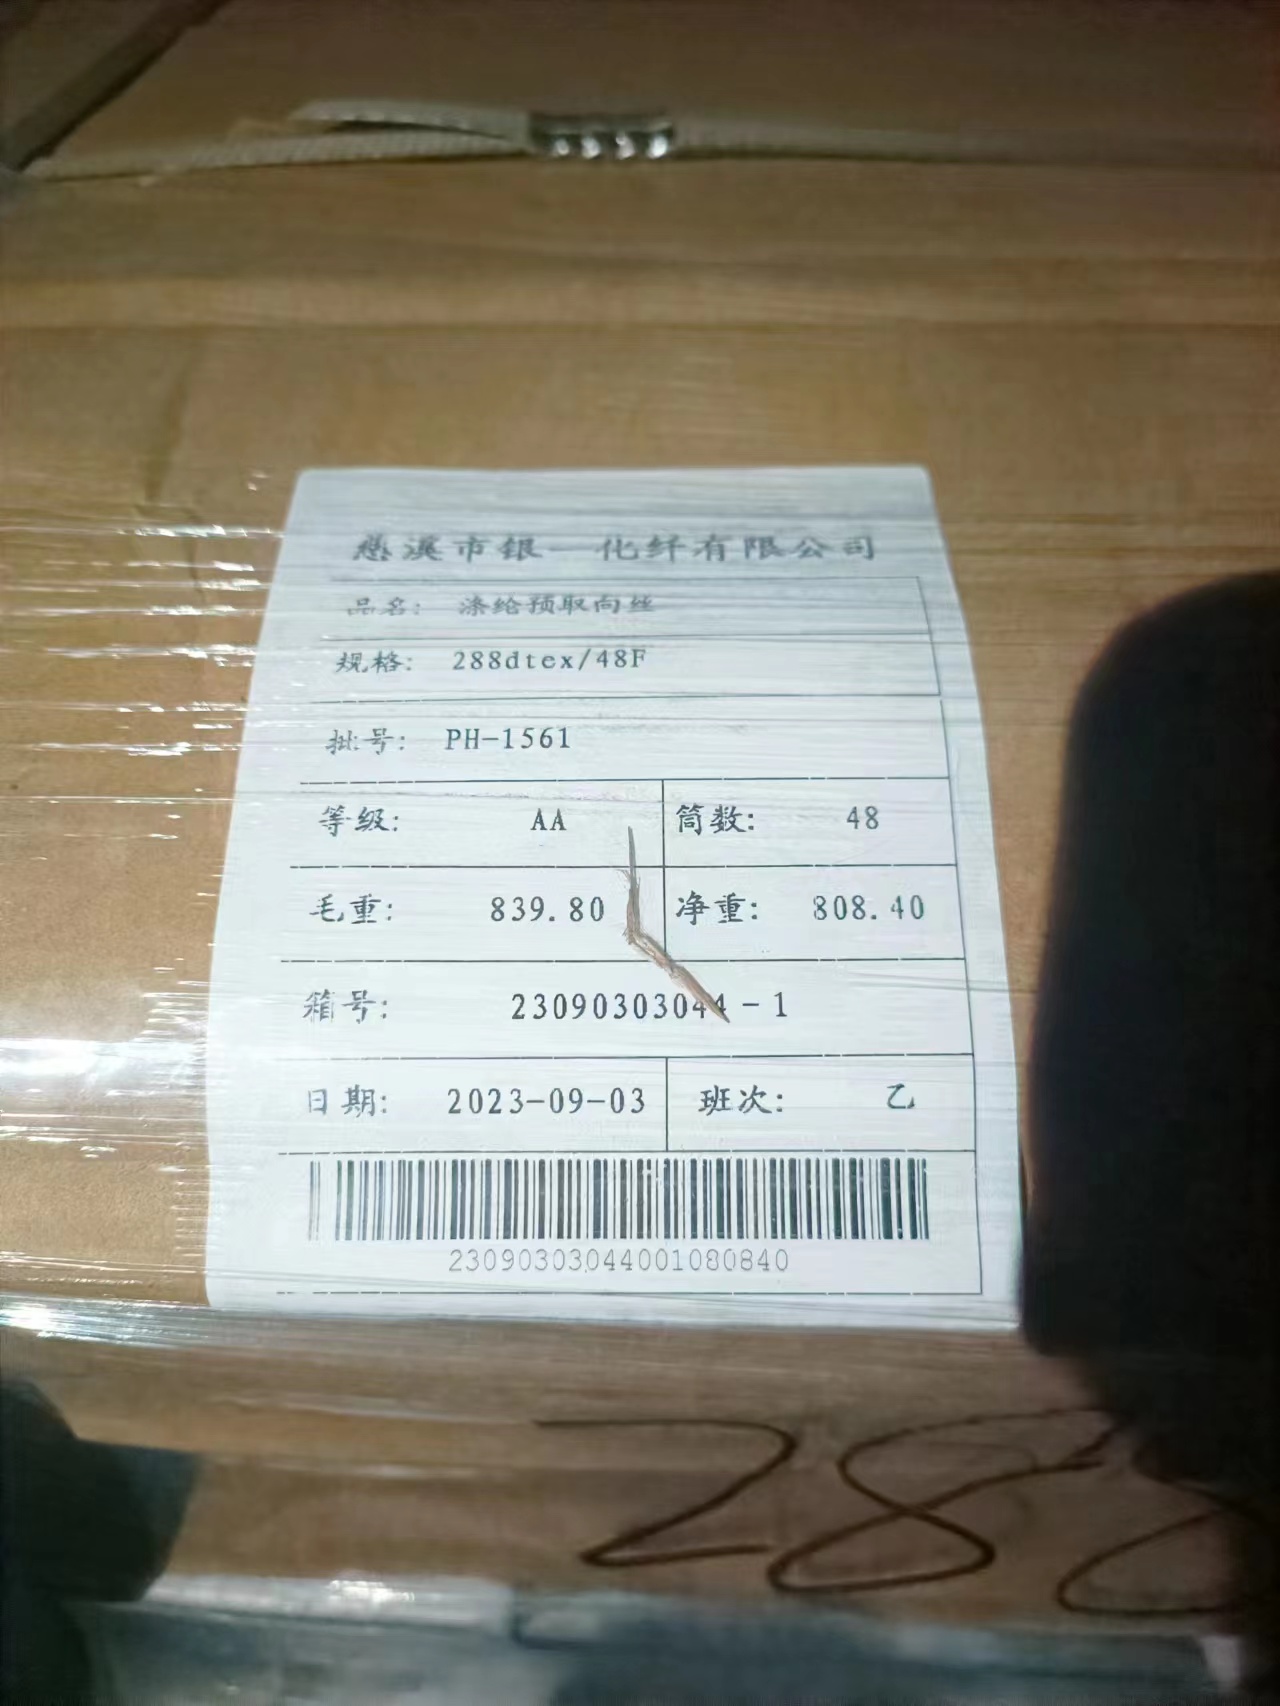 慈溪市银一化纤有限公司
品名: 涤纶预取向丝
规格: 288dtex/48F
批号: PH-1561
等级: AA 筒数: 48
毛重: 839.80 净重: 808.40
箱号: 23090303044-1
日期: 2023-09-03 班次: 乙
23090303044001080840
28